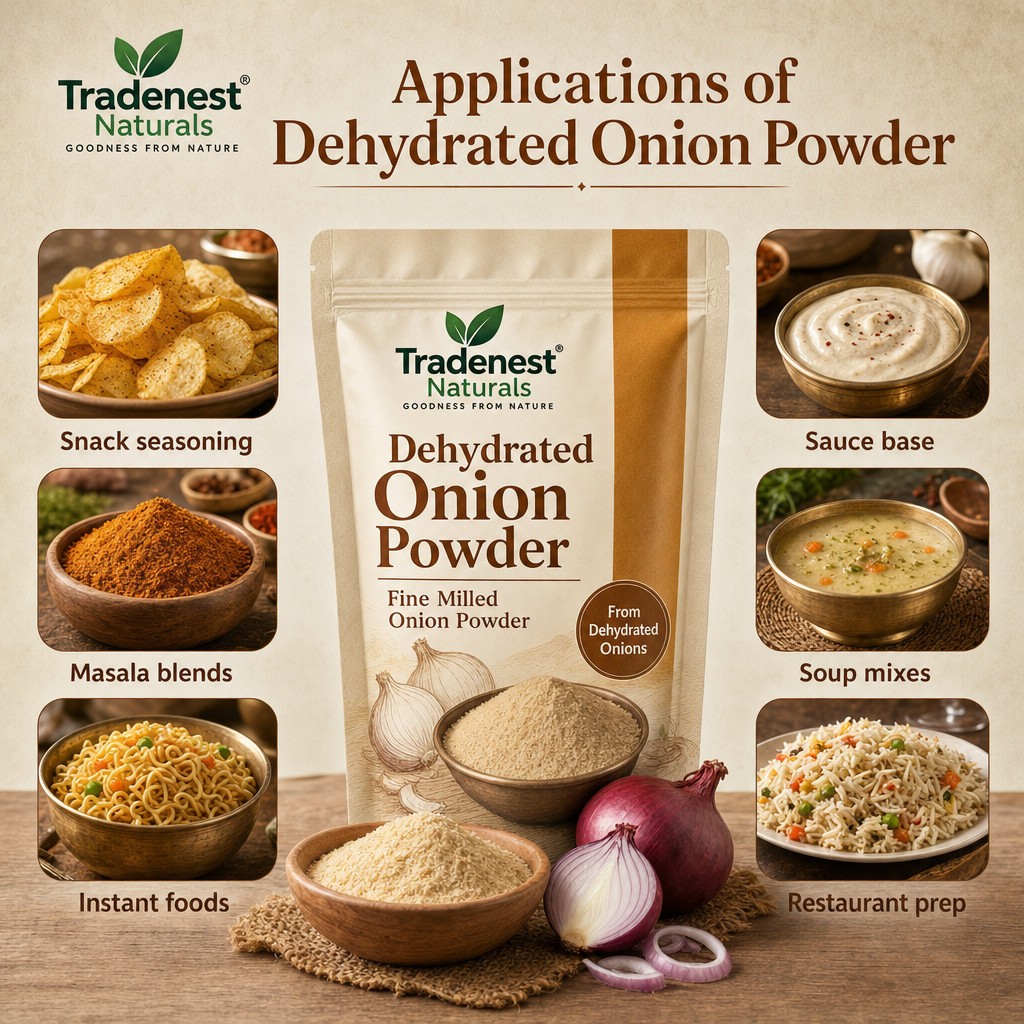 Tradenest®
Naturals
GOODNESS FROM NATURE
Applications of
Dehydrated Onion Powder
Snack seasoning
Masala blends
Instant foods
Tradenest®
Naturals
GOODNESS FROM NATURE
Dehydrated
Onion
Powder
Fine Milled
Onion Powder
From
Dehydrated
Onions
Sauce base
Soup mixes
Restaurant prep